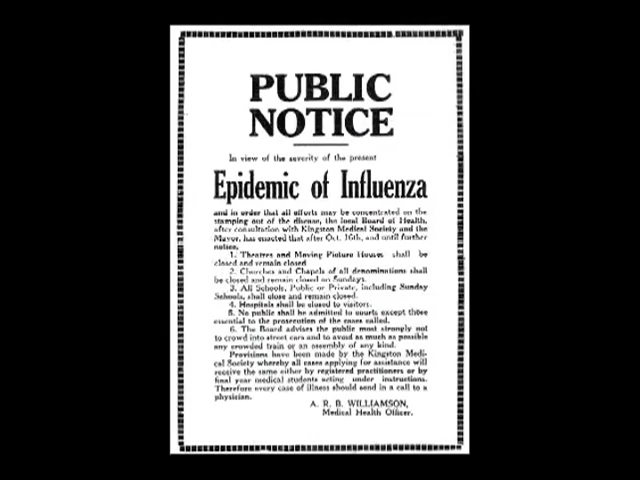 PUBLIC
NOTICE
In view of the severity of the present
Epidemic of Influenza
and in order that all efforts may be concentrated on the
stamping out of the disease, the local Board of Health,
after consultation with Kingston Medical Society and the
Mayor, has enacted that after Oct. 16th, and until further
notice,
1. Theatres and Moving Picture Houses shall be
closed and remain closed
2. Churches and Chapels of all denominations shall
be closed and remain closed on Sundays.
3. All Schools, Public or Private, including Sunday
Schools, shall close and remain closed.
4. Hospitals shall be closed to visitors.
5. No public shall be admitted to courts except those
essential to the prosecution of the cases called.
6. The Board advises the public most strongly not
to crowd into street cars and to avoid as much as possible
any crowded train or an assembly of any kind.
Provisions have been made by the Kingston Medi-
cal Society whereby all cases applying for assistance will
receive the same either by registered practitioners or by
final year medical students acting under instructions.
Therefore every case of illness should send in a call to a
physician.
A. R. B. WILLIAMSON,
Medical Health Officer.